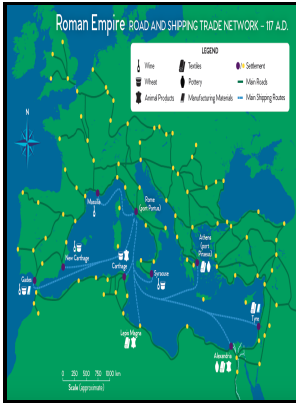 Roman Empire ROAD AND SHIPPING TRADE NETWORK - 117 A.D.
LEGEND
Wine
Textiles
Settlement
Wheat
Pottery
Main Roads
Animal Products
Manufacturing Materials
Main Shipping Routes
N
Massilia
Rome
(port Portus)
Athens
(port
Piraeus)
New Carthage
Gades
Carthage
Syracuse
Tyre
Lepcis Magna
Alexandria
0 250 500 750 1000 km
Scale (approximate)